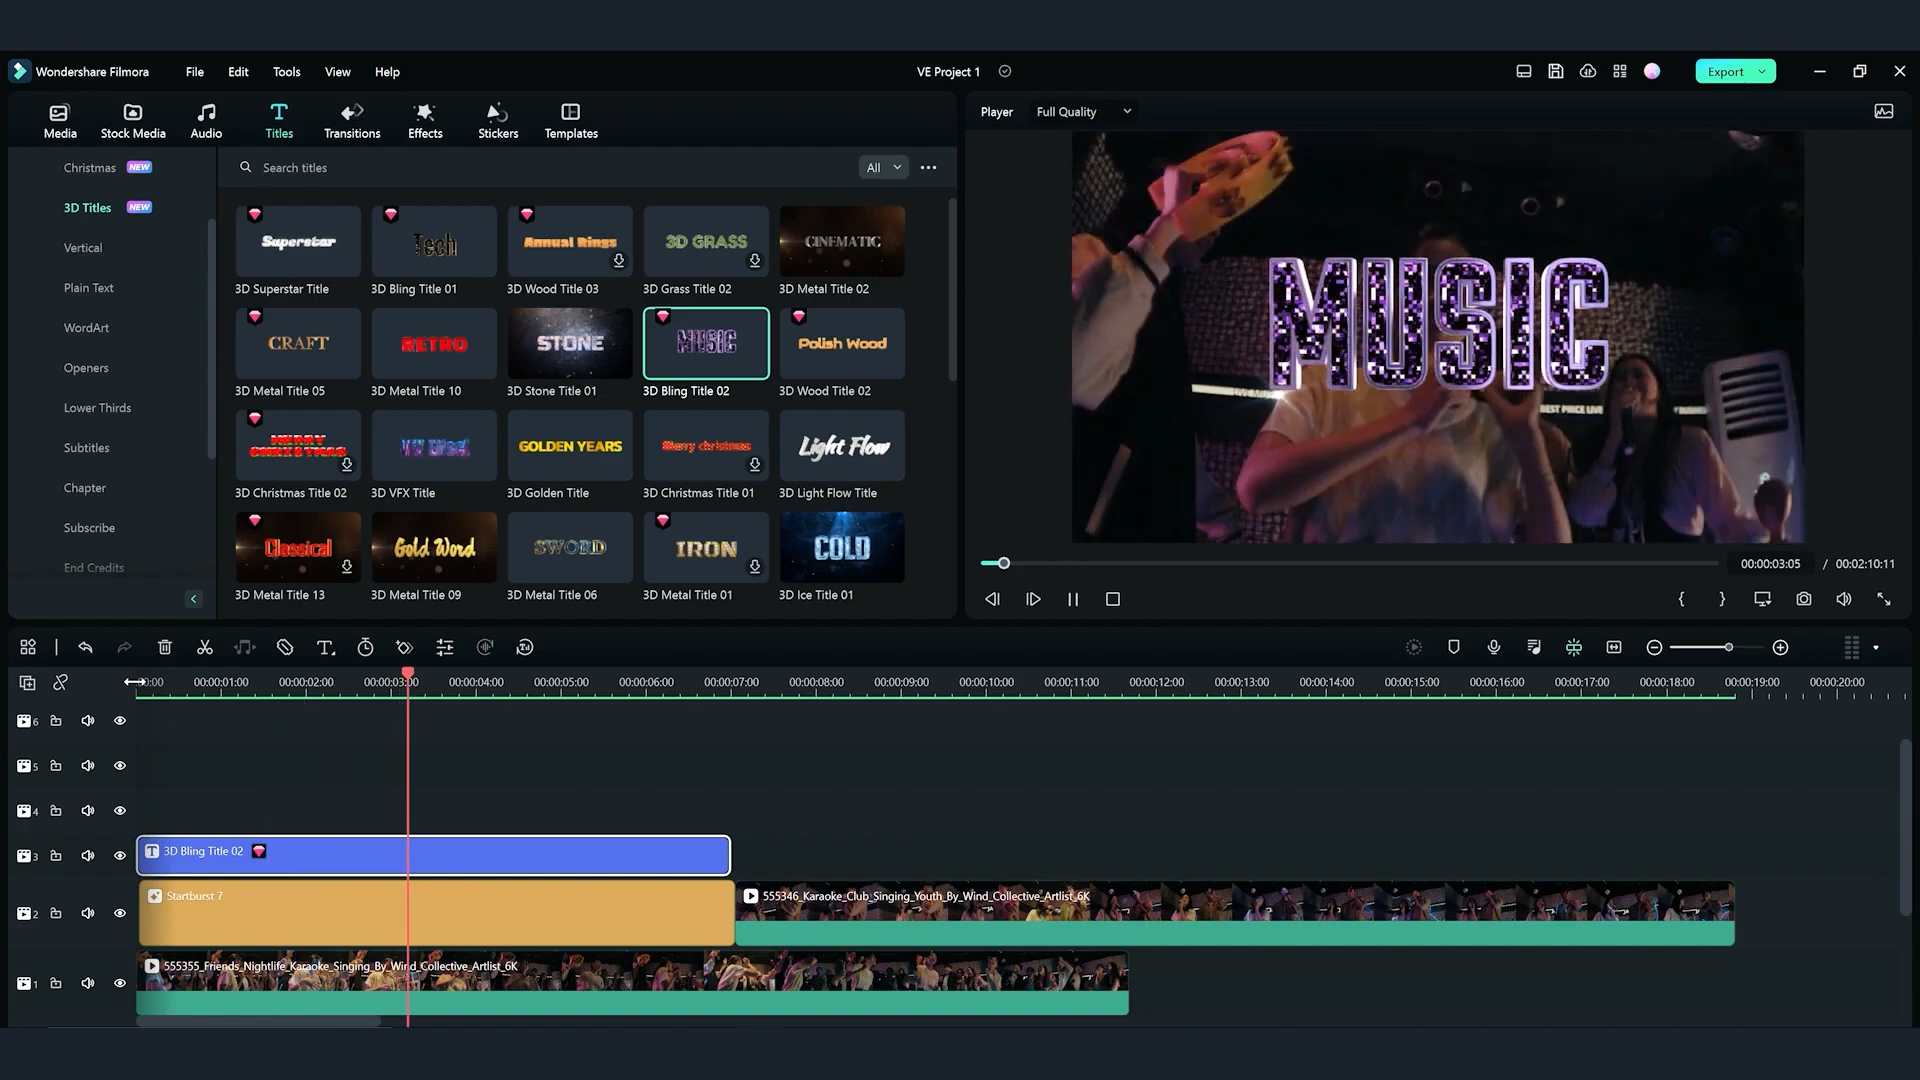 Wondershare Filmora File Edit Tools View Help VE Project 1 Export
Media Stock Media Audio Titles Transitions Effects Stickers Templates
Player Full Quality
Christmas NEW
3D Titles NEW
Vertical
Plain Text
WordArt
Openers
Lower Thirds
Subtitles
Chapter
Subscribe
End Credits
Search titles All
Superstar Tech Annual Rings 3D GRASS CINEMATIC
3D Superstar Title 3D Bling Title 01 3D Wood Title 03 3D Grass Title 02 3D Metal Title 02
CRAFT RETRO STONE MUSIC Polish Wood
3D Metal Title 05 3D Metal Title 10 3D Stone Title 01 3D Bling Title 02 3D Wood Title 02
MERRY CHRISTMAS GOLDEN YEARS Merry christmas Light Flow
3D Christmas Title 02 3D VFX Title 3D Golden Title 3D Christmas Title 01 3D Light Flow Title
Classical Gold Word SWORD IRON COLD
3D Metal Title 13 3D Metal Title 09 3D Metal Title 06 3D Metal Title 01 3D Ice Title 01
MUSIC
BEST PRICE LIVE
00:00:03:05 / 00:02:10:11
00:00:01:00 00:00:02:00 00:00:03:00 00:00:04:00 00:00:05:00 00:00:06:00 00:00:07:00 00:00:08:00 00:00:09:00 00:00:10:00 00:00:11:00 00:00:12:00 00:00:13:00 00:00:14:00 00:00:15:00 00:00:16:00 00:00:17:00 00:00:18:00 00:00:19:00 00:00:20:00
6
5
4
3 3D Bling Title 02
2 Startburst 7 555346_Karaoke_Club_Singing_Youth_By_Wind_Collective_Artlist_6K
1 555355_Friends_Nightlife_Karaoke_Singing_By_Wind_Collective_Artlist_6K